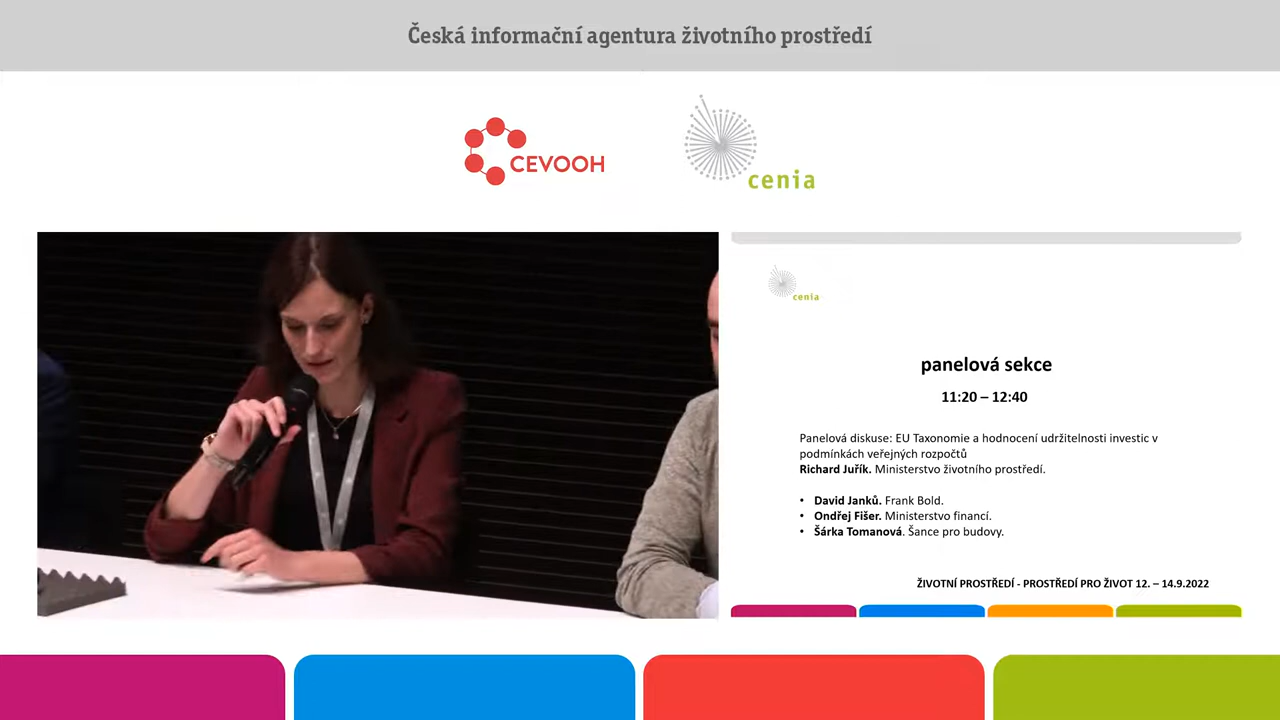 Česká informační agentura životního prostředí
CEVOOH
cenia
cenia
panelová sekce
11:20 – 12:40
Panelová diskuse: EU Taxonomie a hodnocení udržitelnosti investic v
podmínkách veřejných rozpočtů
Richard Juřík. Ministerstvo životního prostředí.
• David Janků. Frank Bold.
• Ondřej Fišer. Ministerstvo financí.
• Šárka Tomanová. Šance pro budovy.
ŽIVOTNÍ PROSTŘEDÍ - PROSTŘEDÍ PRO ŽIVOT 12. – 14.9.2022